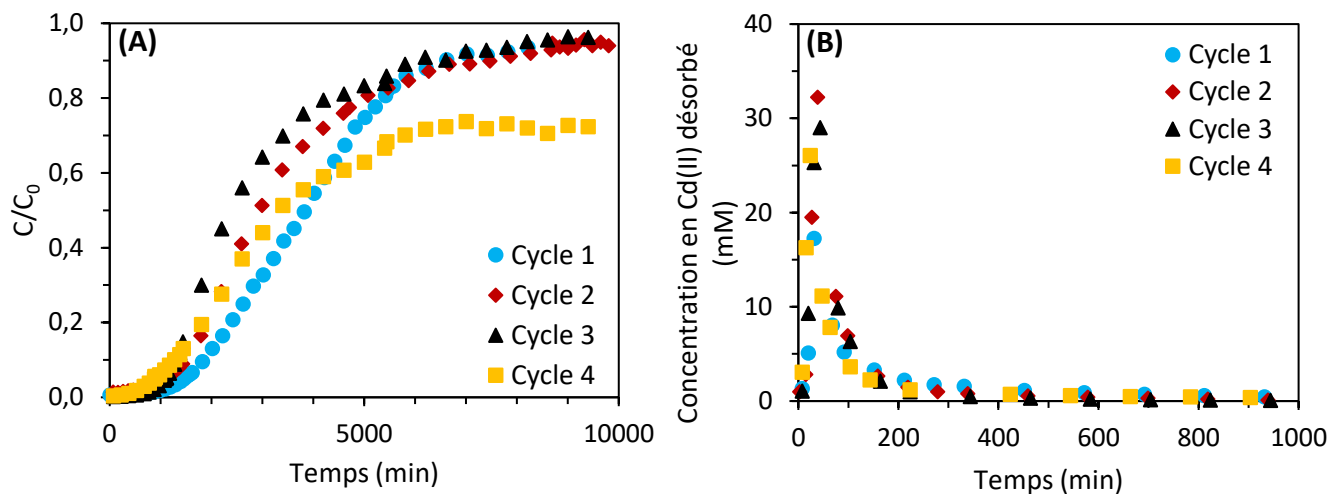 (A)
C/C₀
1,0
0,8
0,6
0,4
0,2
0,0
0
5000
10000
Temps (min)
Cycle 1
Cycle 2
Cycle 3
Cycle 4
(B)
Concentration en Cd(II) désorbé
(mM)
40
30
20
10
0
0
200
400
600
800
1000
Temps (min)
Cycle 1
Cycle 2
Cycle 3
Cycle 4